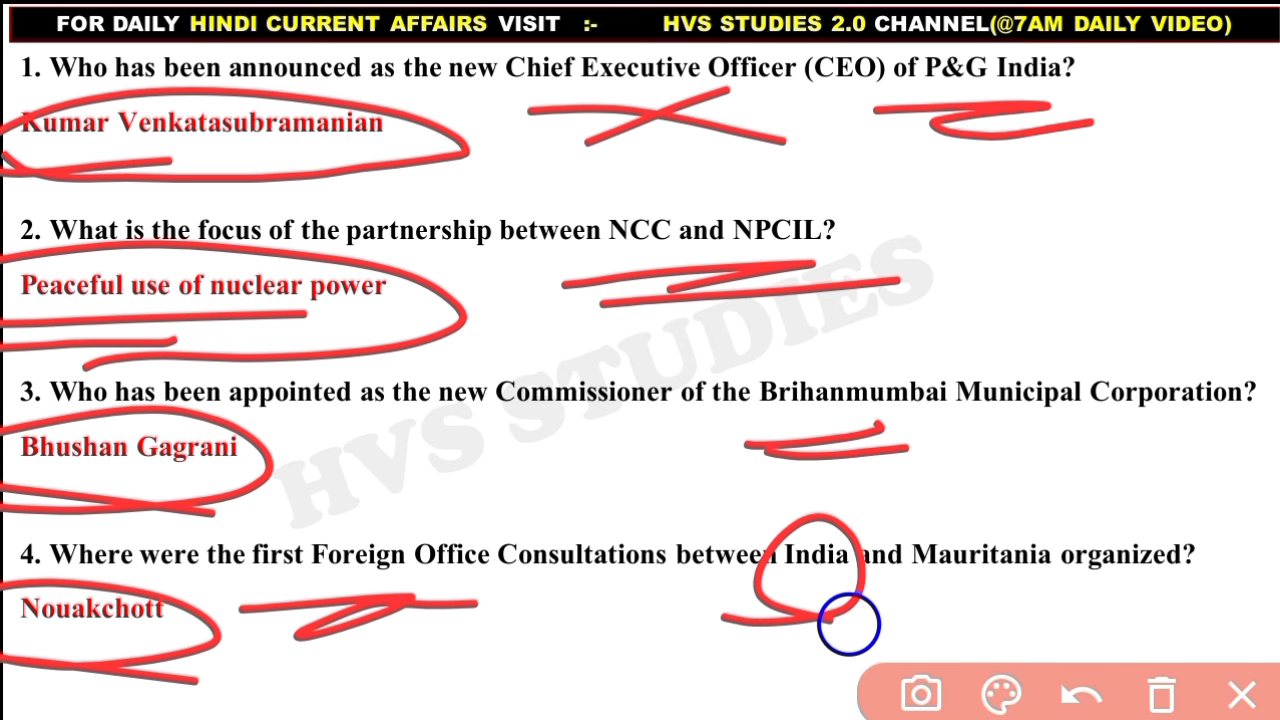 FOR DAILY HINDI CURRENT AFFAIRS VISIT :- HVS STUDIES 2.0 CHANNEL(@7AM DAILY VIDEO)
1. Who has been announced as the new Chief Executive Officer (CEO) of P&G India?
Kumar Venkatasubramanian
2. What is the focus of the partnership between NCC and NPCIL?
Peaceful use of nuclear power
HVS STUDIES
3. Who has been appointed as the new Commissioner of the Brihanmumbai Municipal Corporation?
Bhushan Gagrani
4. Where were the first Foreign Office Consultations between India and Mauritania organized?
Nouakchott